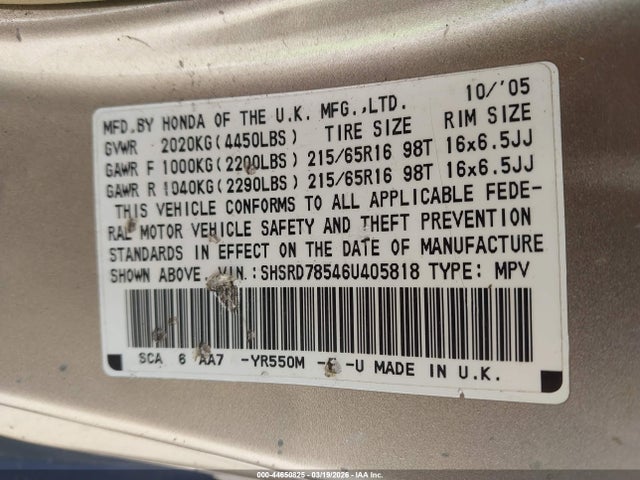 MFD.BY HONDA OF THE U.K. MFG.,LTD. 10/'05
GVWR 2020KG(4450LBS) TIRE SIZE RIM SIZE
GAWR F 1000KG(2200LBS) 215/65R16 98T 16x6.5JJ
GAWR R 1040KG(2290LBS) 215/65R16 98T 16x6.5JJ
THIS VEHICLE CONFORMS TO ALL APPLICABLE FEDE-
RAL MOTOR VEHICLE SAFETY AND THEFT PREVENTION
STANDARDS IN EFFECT ON THE DATE OF MANUFACTURE
SHOWN ABOVE. VIN.:SHSRD78546U405818 TYPE: MPV
SCA 6 AA7 -YR550M - -U MADE IN U.K.
000-44650825 - 03/19/2026 - IAA Inc.